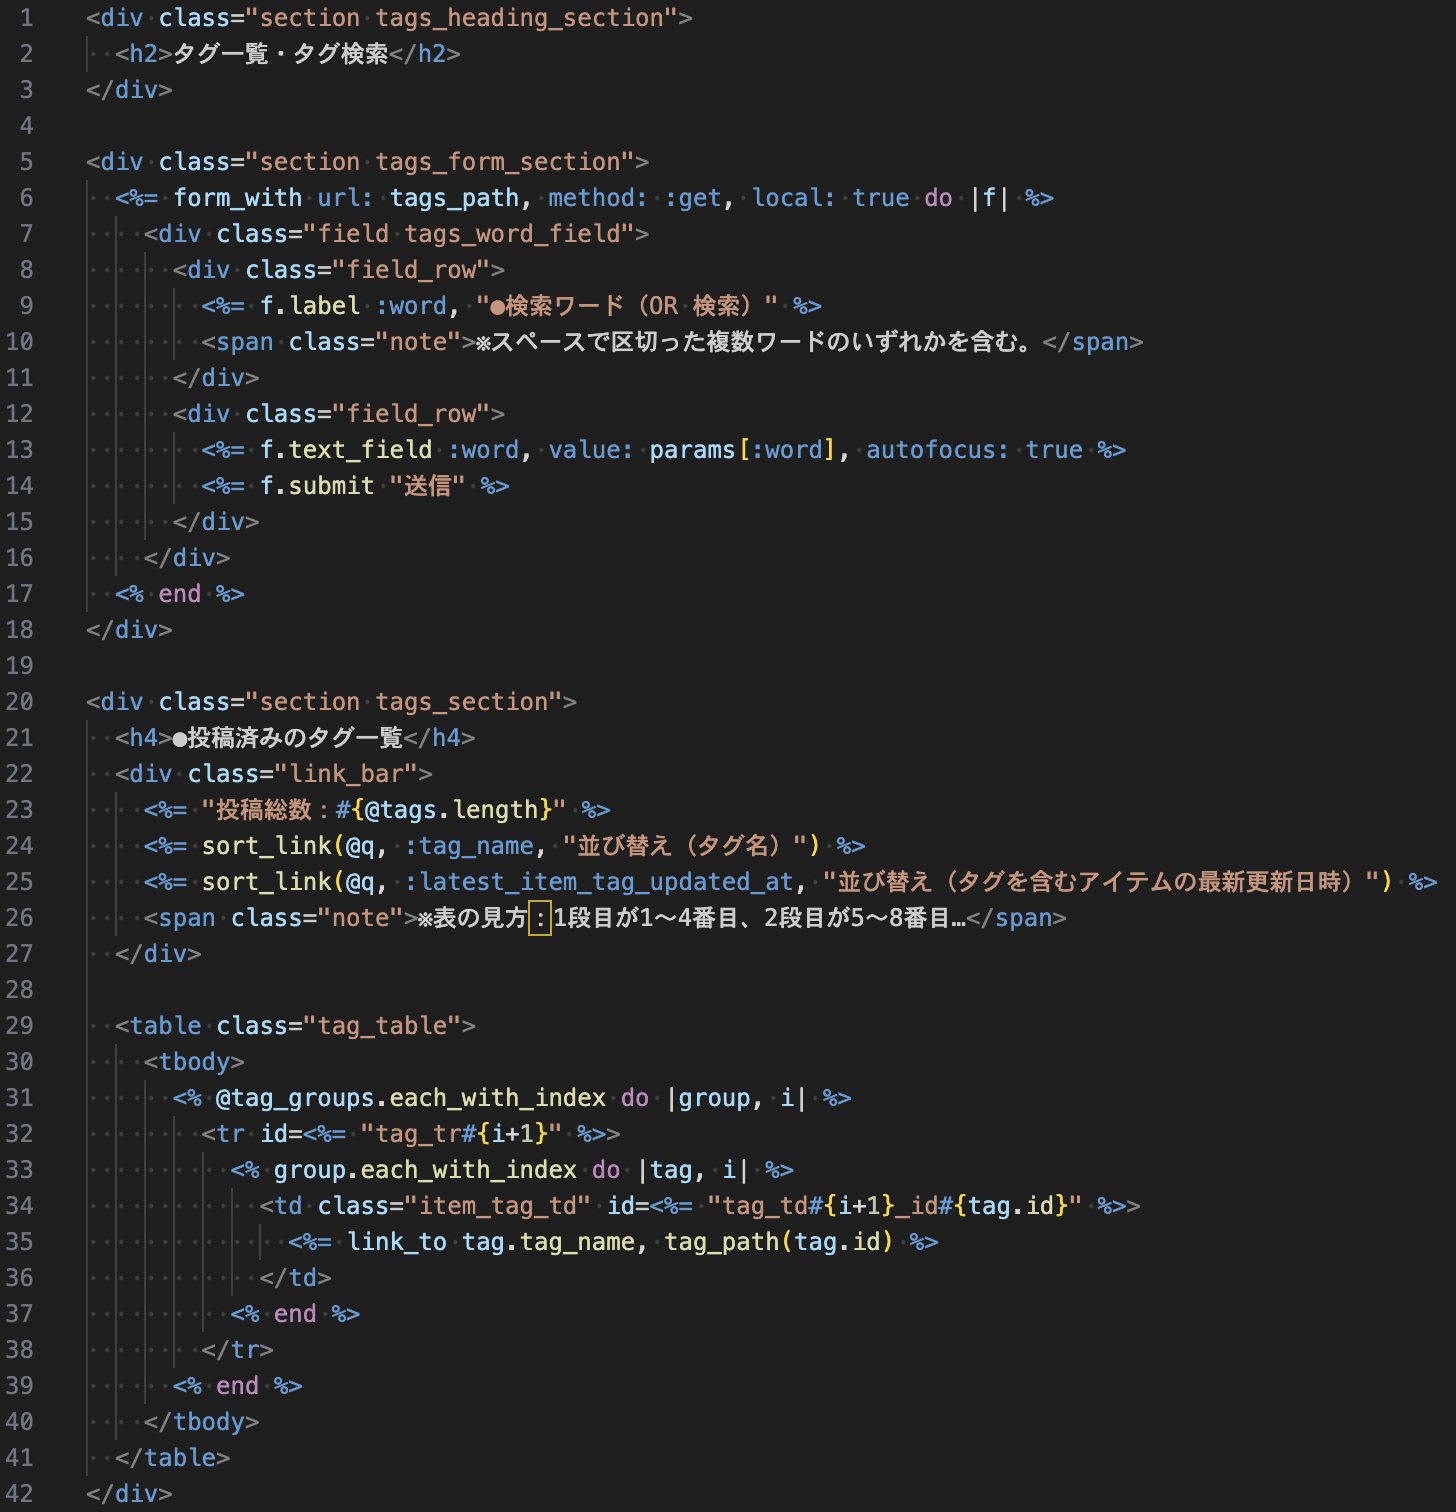 1 <div class="section tags_heading_section">
2   <h2>タグ一覧・タグ検索</h2>
3 </div>
4
5 <div class="section tags_form_section">
6   <%= form_with url: tags_path, method: :get, local: true do |f| %>
7     <div class="field tags_word_field">
8       <div class="field_row">
9         <%= f.label :word, "●検索ワード（OR 検索）" %>
10         <span class="note">※スペースで区切った複数ワードのいずれかを含む。</span>
11       </div>
12       <div class="field_row">
13         <%= f.text_field :word, value: params[:word], autofocus: true %>
14         <%= f.submit "送信" %>
15       </div>
16     </div>
17   <% end %>
18 </div>
19
20 <div class="section tags_section">
21   <h4>●投稿済みのタグ一覧</h4>
22   <div class="link_bar">
23     <%= "投稿総数：#{@tags.length}" %>
24     <%= sort_link(@q, :tag_name, "並び替え（タグ名）") %>
25     <%= sort_link(@q, :latest_item_tag_updated_at, "並び替え（タグを含むアイテムの最新更新日時）") %>
26     <span class="note">※表の見方：1段目が1〜4番目、2段目が5〜8番目…</span>
27   </div>
28
29   <table class="tag_table">
30     <tbody>
31       <% @tag_groups.each_with_index do |group, i| %>
32         <tr id=<%= "tag_tr#{i+1}" %>>
33           <% group.each_with_index do |tag, i| %>
34             <td class="item_tag_td" id=<%= "tag_td#{i+1}_id#{tag.id}" %>>
35               <%= link_to tag.tag_name, tag_path(tag.id) %>
36             </td>
37           <% end %>
38         </tr>
39       <% end %>
40     </tbody>
41   </table>
42 </div>